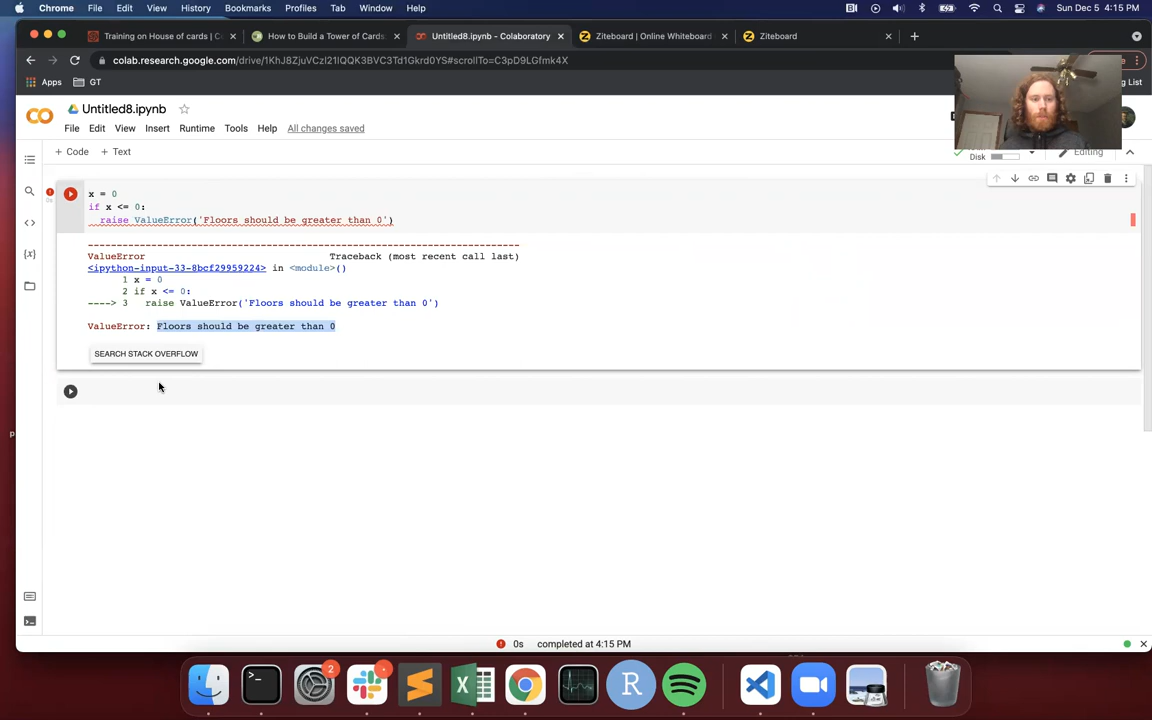 Chrome File Edit View History Bookmarks Profiles Tab Window Help Sun Dec 5 4:15 PM
Training on House of cards | C How to Build a Tower of Cards: Untitled8.ipynb - Colaboratory Ziteboard | Online Whiteboard Ziteboard
colab.research.google.com/drive/1KhJ8ZjuVCzI21IQQK3BVC3Td1Gkrd0YS#scrollTo=C3pD9LGfmk4X
Apps GT
Untitled8.ipynb
File Edit View Insert Runtime Tools Help All changes saved
+ Code + Text Disk Editing
x = 0
if x <= 0:
raise ValueError('Floors should be greater than 0')
0s
ValueError Traceback (most recent call last)
<ipython-input-33-8bcf29959224> in <module>()
1 x = 0
2 if x <= 0:
----> 3 raise ValueError('Floors should be greater than 0')
ValueError: Floors should be greater than 0
SEARCH STACK OVERFLOW
0s completed at 4:15 PM
2